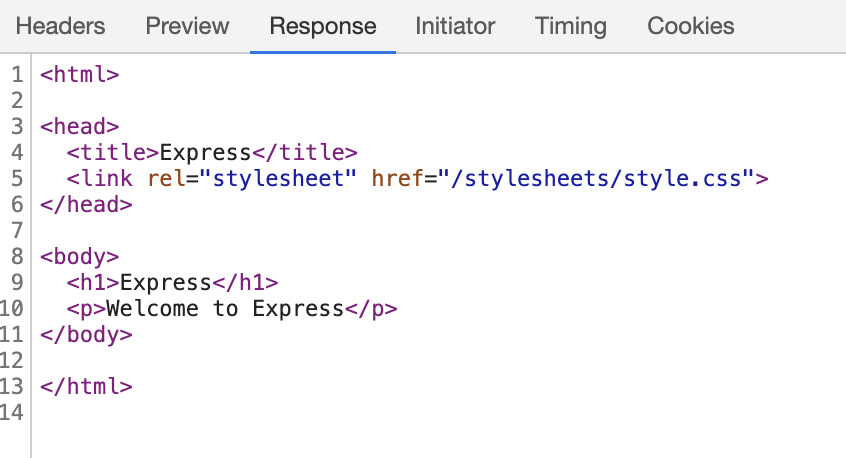 Headers Preview Response Initiator Timing Cookies
1 <html>
2
3 <head>
4   <title>Express</title>
5   <link rel="stylesheet" href="/stylesheets/style.css">
6 </head>
7
8 <body>
9   <h1>Express</h1>
10   <p>Welcome to Express</p>
11 </body>
12
13 </html>
14